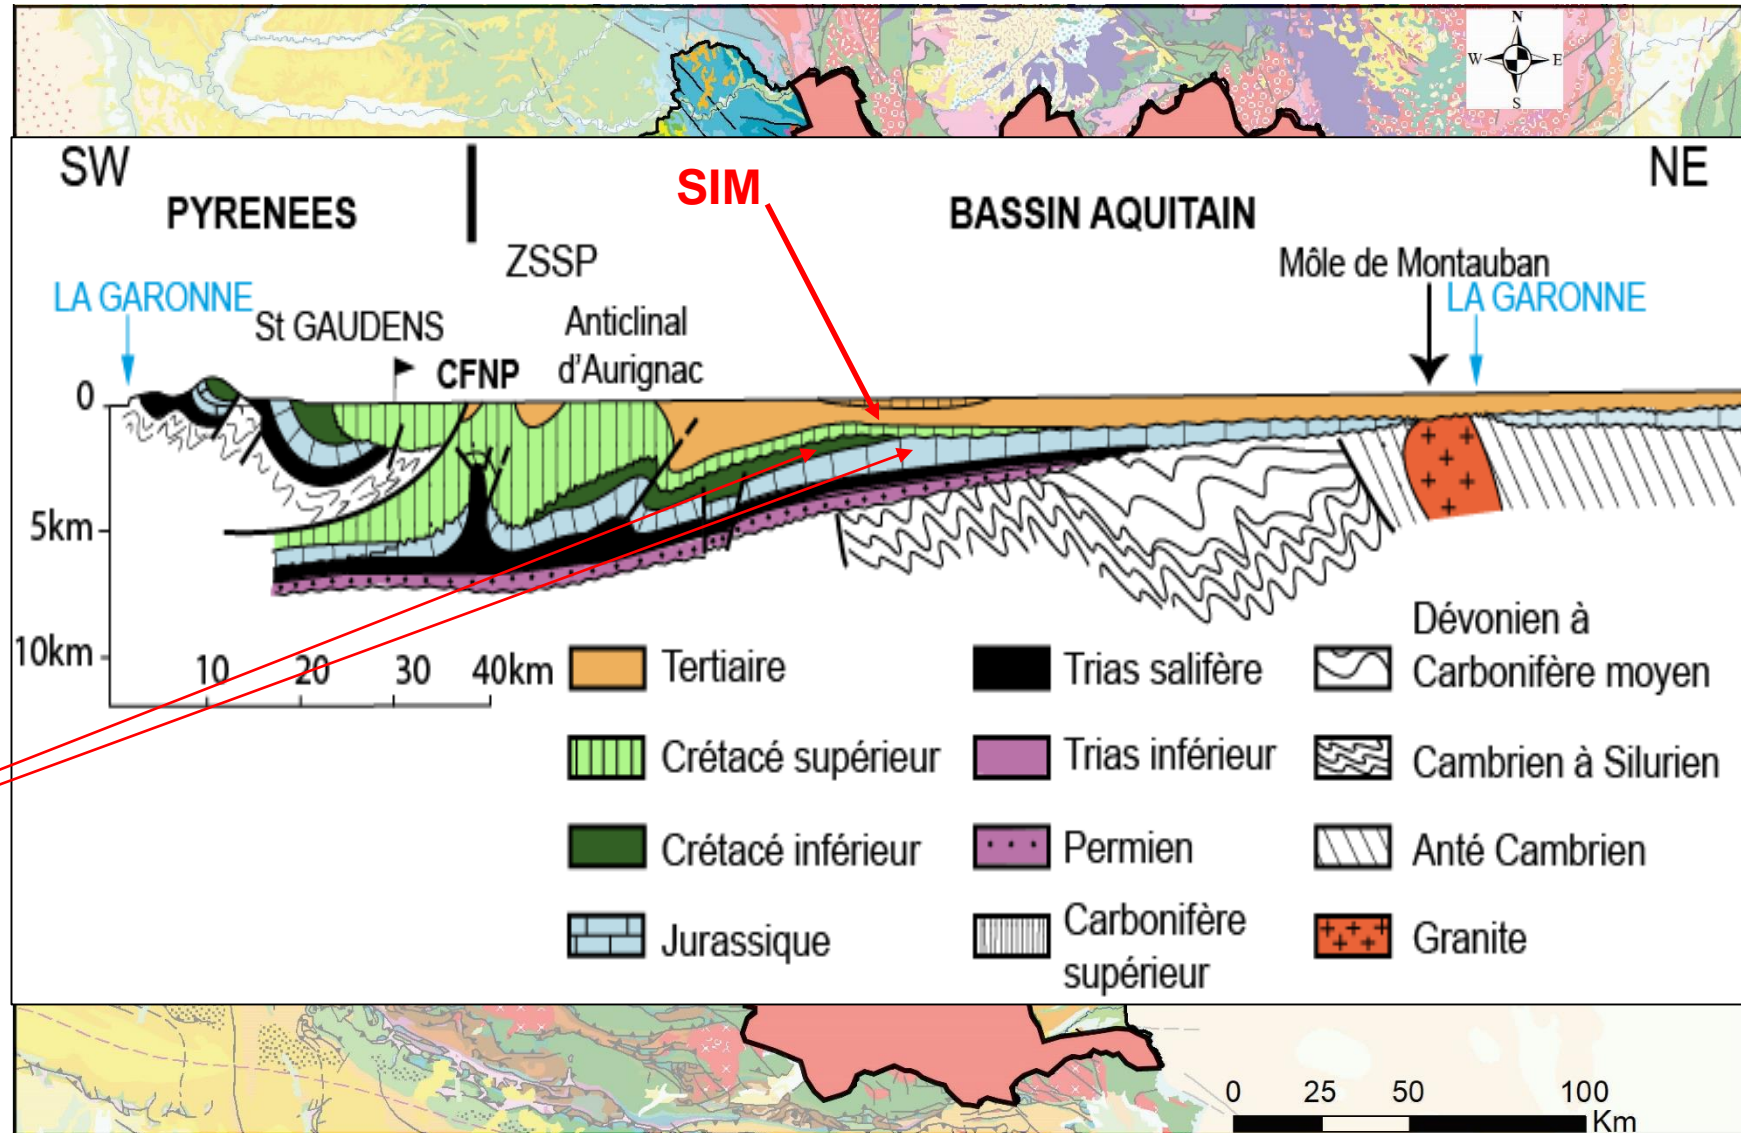 N
W E
S
SW
NE
PYRENEES
SIM
BASSIN AQUITAIN
ZSSP
Môle de Montauban
LA GARONNE
LA GARONNE
St GAUDENS
Anticlinal
d'Aurignac
CFNP
0
5km
10km
10 20 30 40km
Tertiaire
Crétacé supérieur
Crétacé inférieur
Jurassique
Trias salifère
Trias inférieur
Permien
Carbonifère
supérieur
Dévonien à
Carbonifère moyen
Cambrien à Silurien
Anté Cambrien
Granite
0 25 50 100
Km